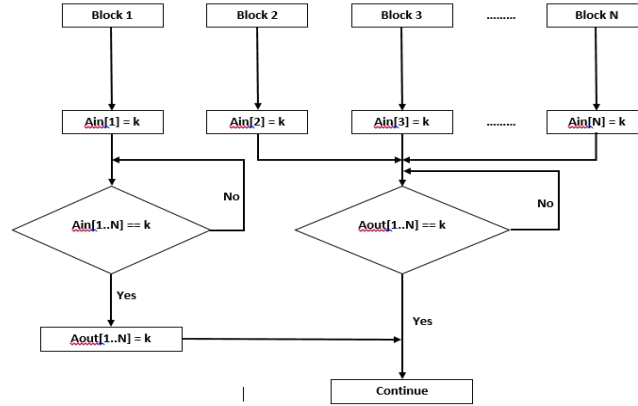 Block 1 Block 2 Block 3 ......... Block N
Ain[1] = k Ain[2] = k Ain[3] = k ......... Ain[N] = k
No
No
Ain[1..N] == k Aout[1..N] == k
Yes
Yes
Aout[1..N] = k
Continue